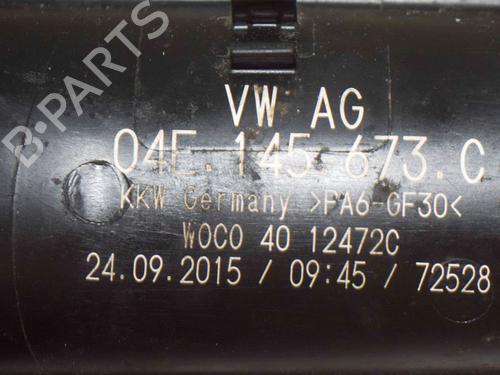 B-PARTS
VW AG
04E.145.673.C
KKW Germany >PA6-GF30<
WOCO 40 12472C
24.09.2015 / 09:45 / 72528